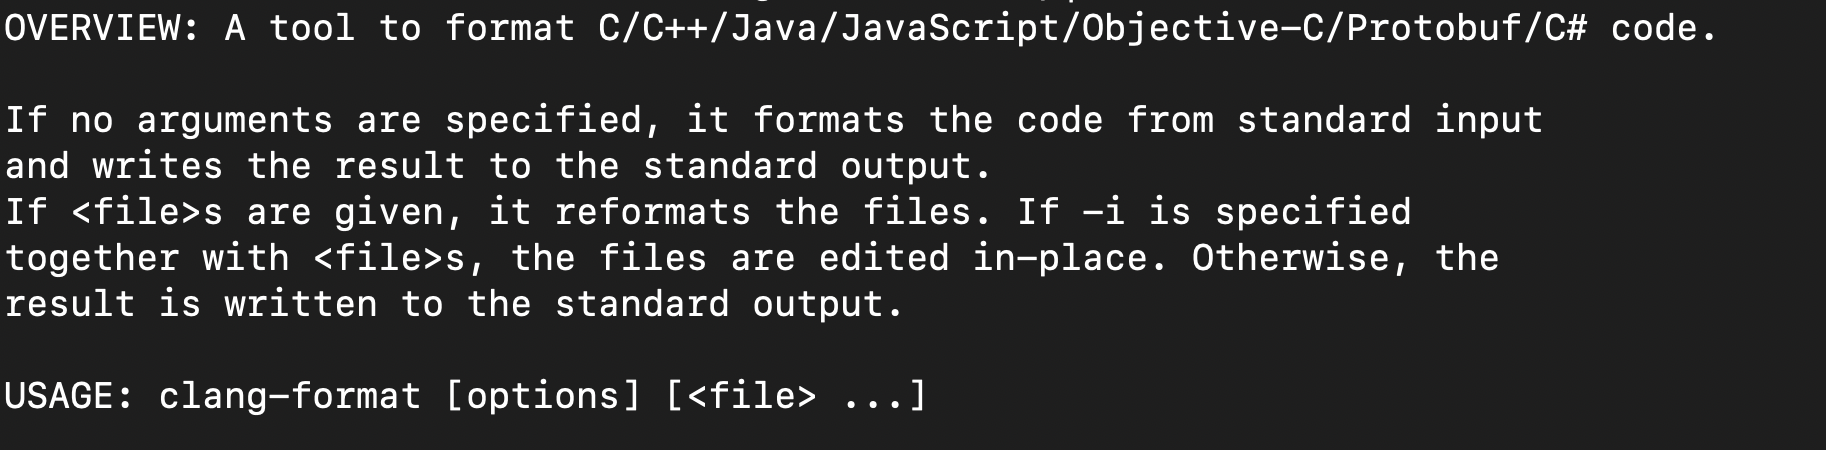 OVERVIEW: A tool to format C/C++/Java/JavaScript/Objective-C/Protobuf/C# code.
If no arguments are specified, it formats the code from standard input
and writes the result to the standard output.
If <file>s are given, it reformats the files. If -i is specified
together with <file>s, the files are edited in-place. Otherwise, the
result is written to the standard output.
USAGE: clang-format [options] [<file> ...]